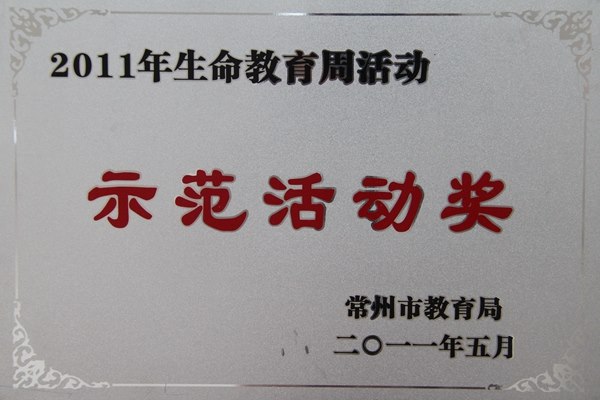 2011年生命教育周活动
示范活动奖
常州市教育局
二〇一一年五月